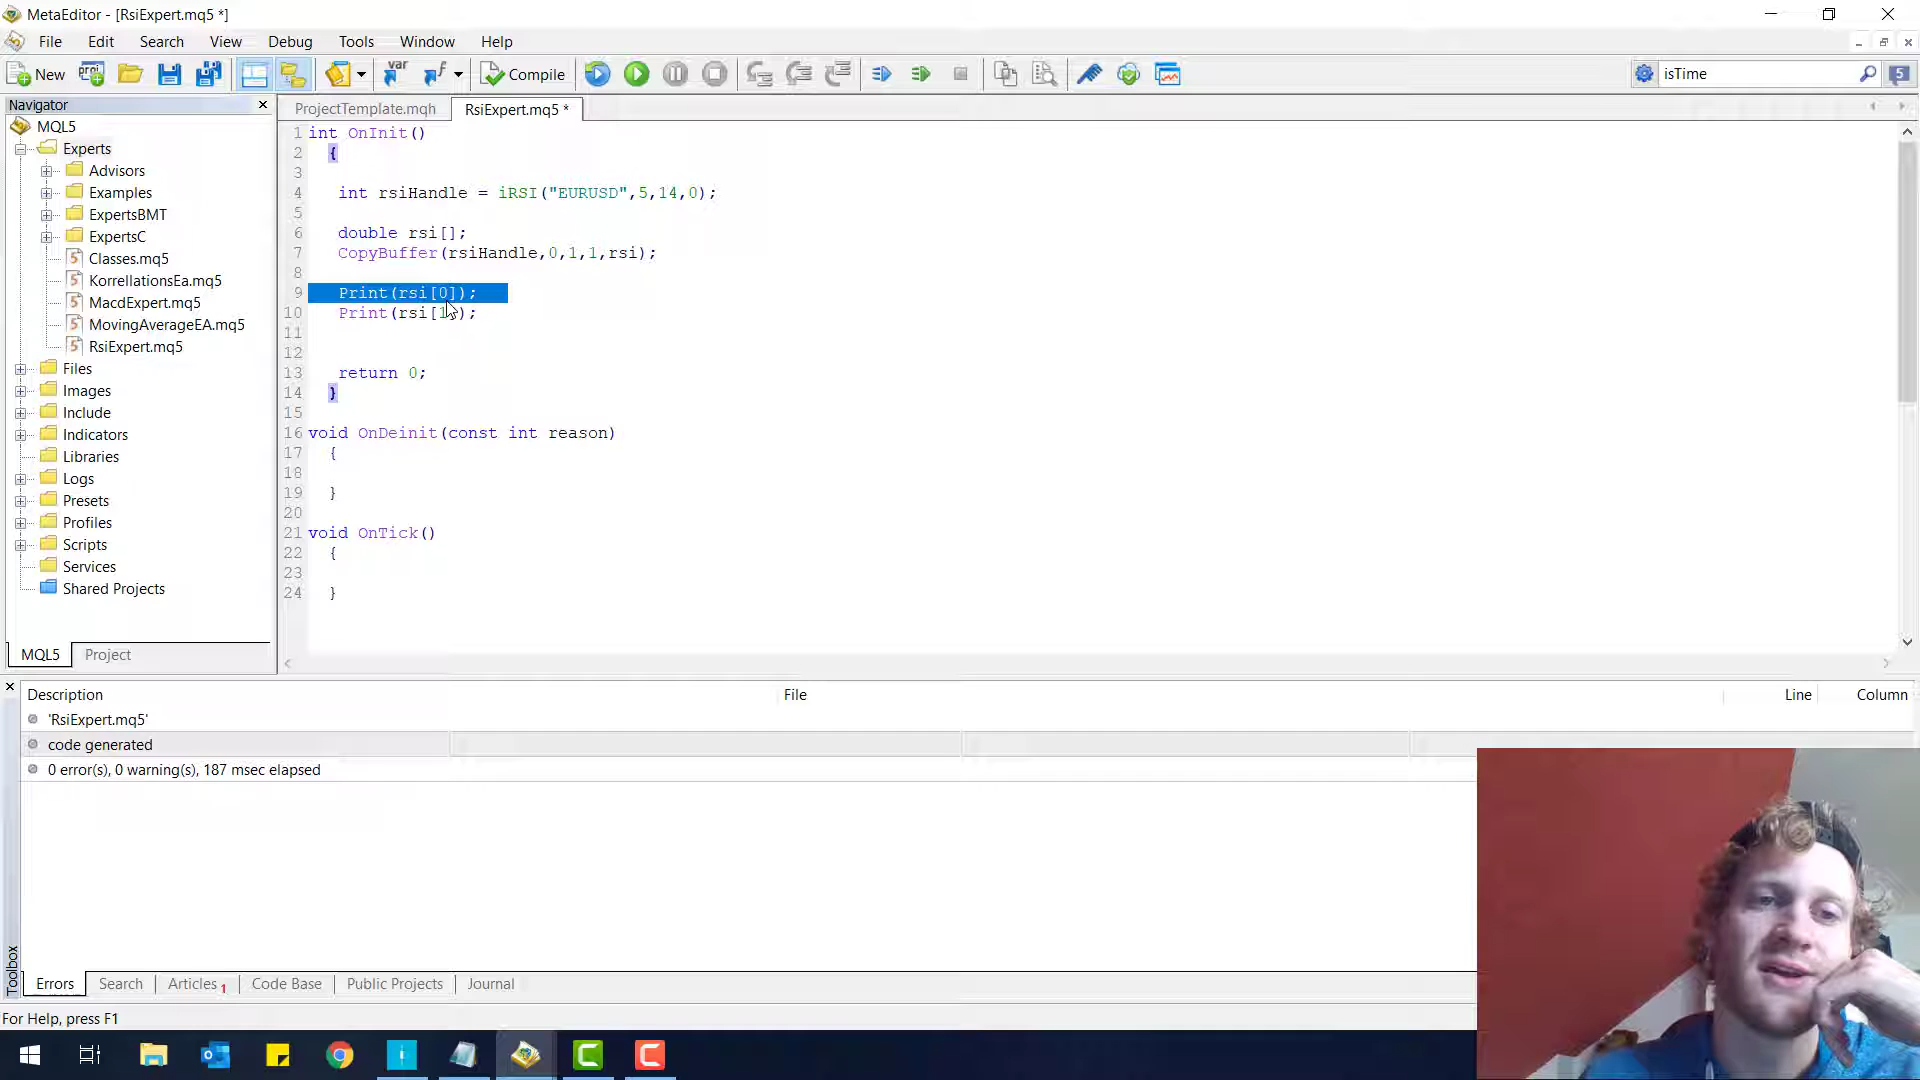 MetaEditor - [RsiExpert.mq5 *]
File Edit Search View Debug Tools Window Help
New Compile isTime 5
Navigator
ProjectTemplate.mqh RsiExpert.mq5 *
MQL5
Experts
Advisors
Examples
ExpertsBMT
ExpertsC
Classes.mq5
KorrellationsEa.mq5
MacdExpert.mq5
MovingAverageEA.mq5
RsiExpert.mq5
Files
Images
Include
Indicators
Libraries
Logs
Presets
Profiles
Scripts
Services
Shared Projects
MQL5 Project
1 int OnInit()
2 {
3
4 int rsiHandle = iRSI("EURUSD",5,14,0);
5
6 double rsi[];
7 CopyBuffer(rsiHandle,0,1,1,rsi);
8
9 Print(rsi[0]);
10 Print(rsi[1]);
11
12
13 return 0;
14 }
15
16 void OnDeinit(const int reason)
17 {
18
19 }
20
21 void OnTick()
22 {
23
24 }
Description File Line Column
'RsiExpert.mq5'
code generated
0 error(s), 0 warning(s), 187 msec elapsed
Toolbox
Errors Search Articles 1 Code Base Public Projects Journal
For Help, press F1